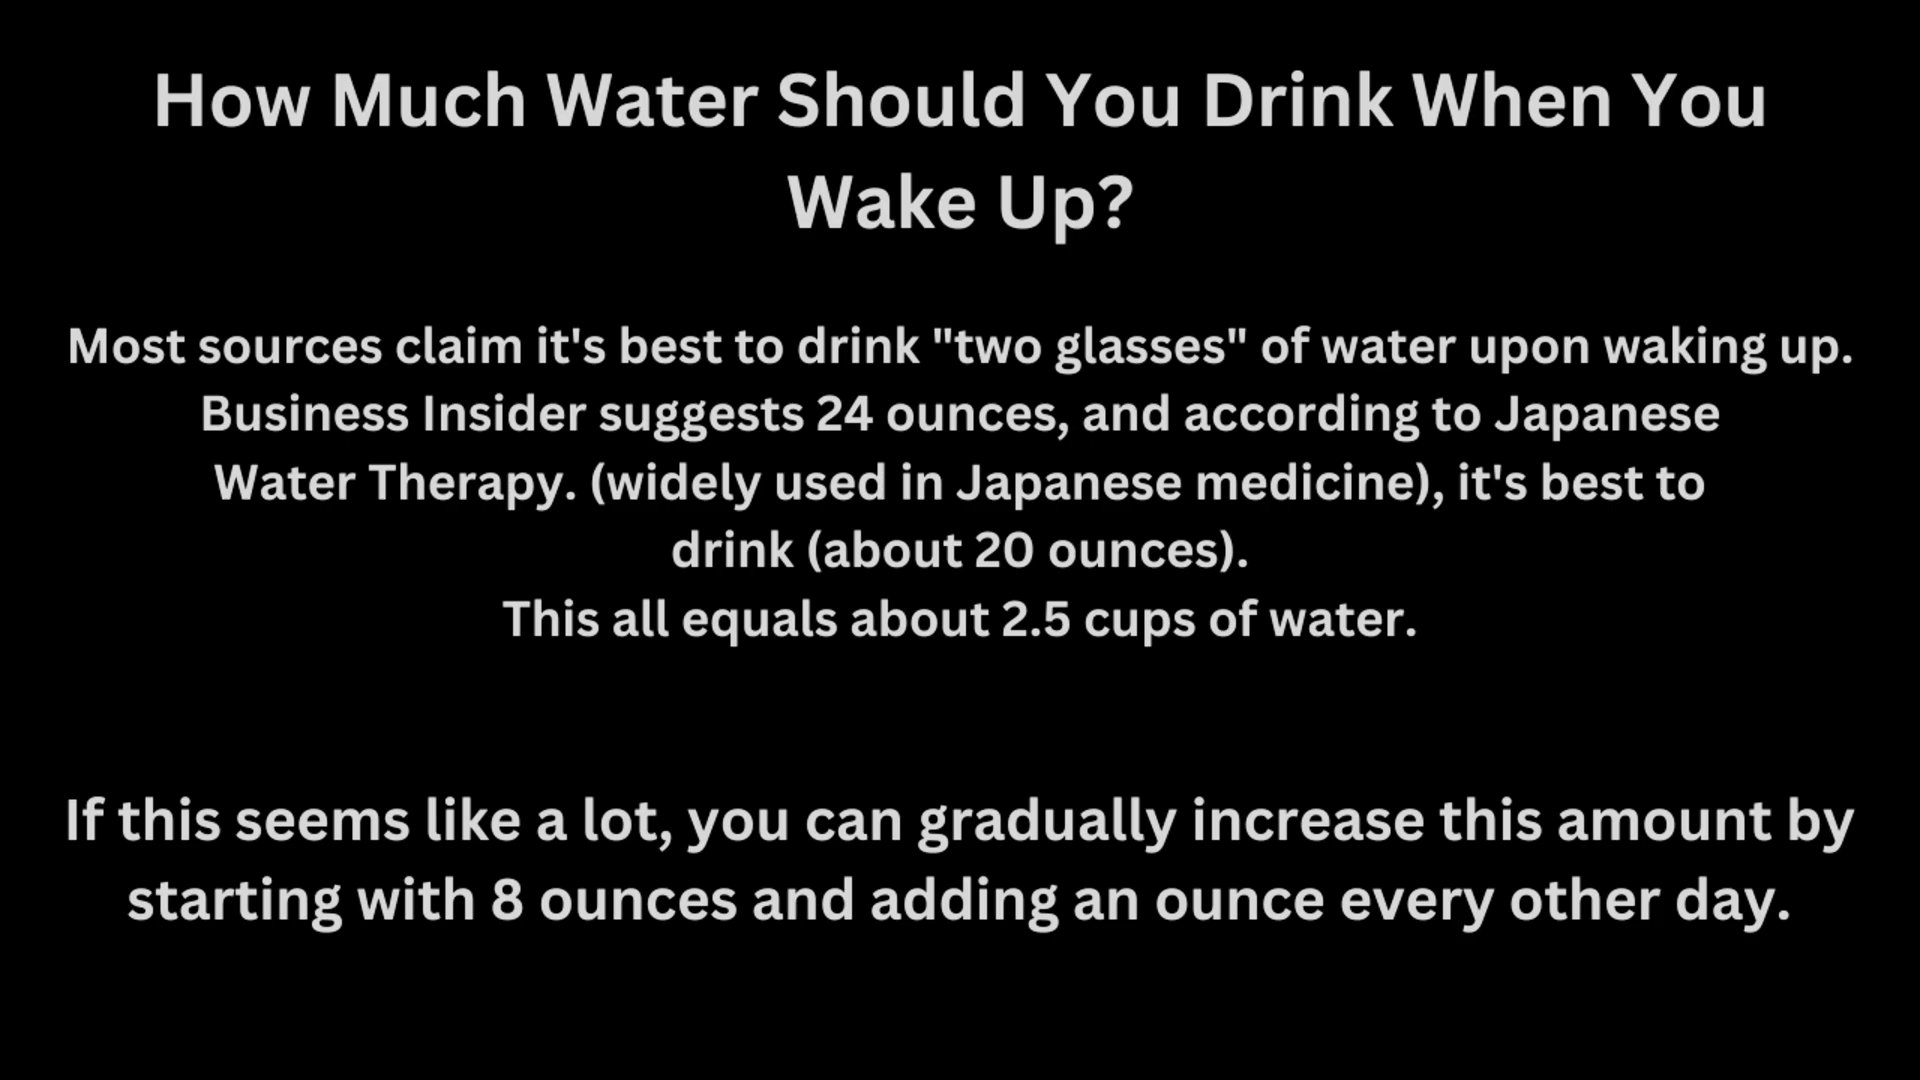 How Much Water Should You Drink When You
Wake Up?
Most sources claim it's best to drink "two glasses" of water upon waking up.
Business Insider suggests 24 ounces, and according to Japanese
Water Therapy. (widely used in Japanese medicine), it's best to
drink (about 20 ounces).
This all equals about 2.5 cups of water.
If this seems like a lot, you can gradually increase this amount by
starting with 8 ounces and adding an ounce every other day.